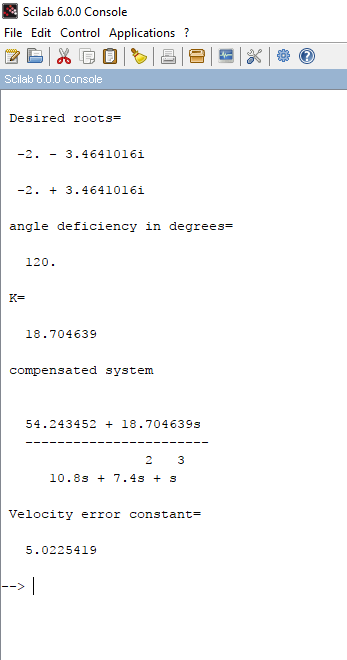 Scilab 6.0.0 Console
File Edit Control Applications ?
Scilab 6.0.0 Console
Desired roots=
-2. - 3.4641016i
-2. + 3.4641016i
angle deficiency in degrees=
120.
K=
18.704639
compensated system
54.243452 + 18.704639s
-----------------------
2 3
10.8s + 7.4s + s
Velocity error constant=
5.0225419
-->